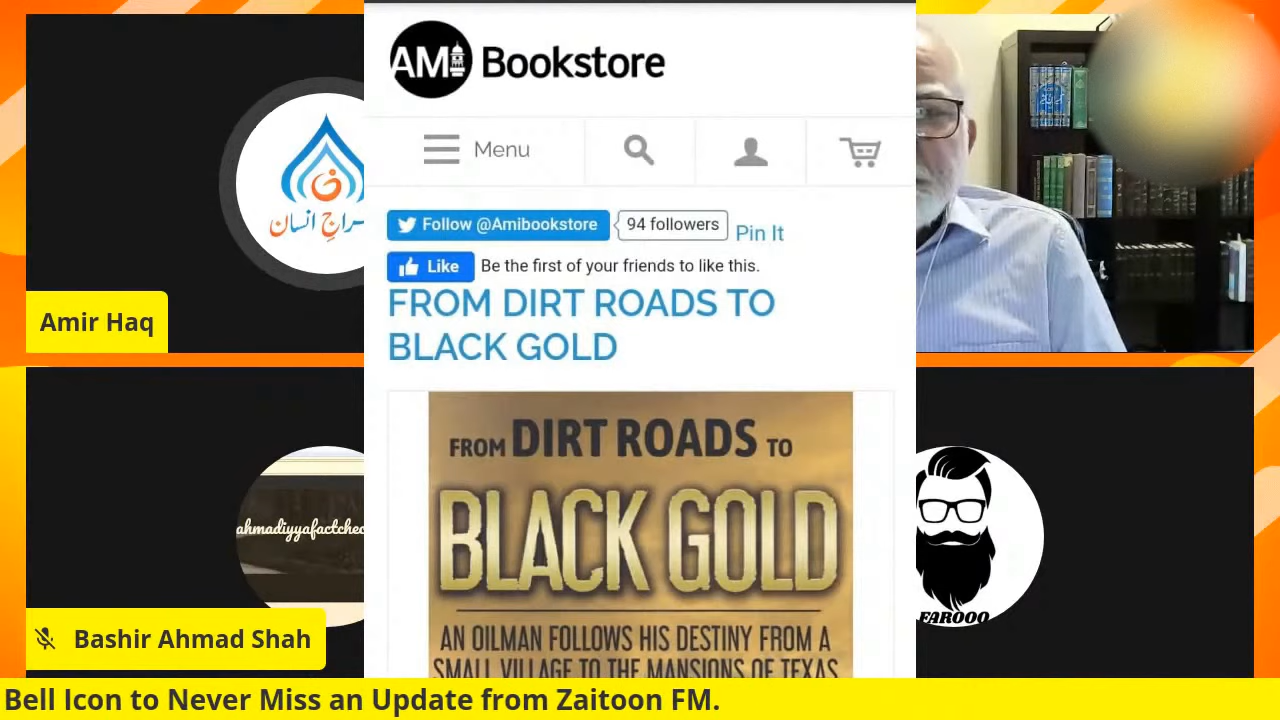 AMI Bookstore
Menu
Follow @Amibookstore
94 followers
Pin It
Like
Be the first of your friends to like this.
FROM DIRT ROADS TO
BLACK GOLD
FROM DIRT ROADS TO
BLACK GOLD
AN OILMAN FOLLOWS HIS DESTINY FROM A
SMALL VILLAGE TO THE MANSIONS OF TEXAS
انسان
Amir Haq
ahmadiyyafactchec
Bashir Ahmad Shah
FAROOO
Bell Icon to Never Miss an Update from Zaitoon FM.